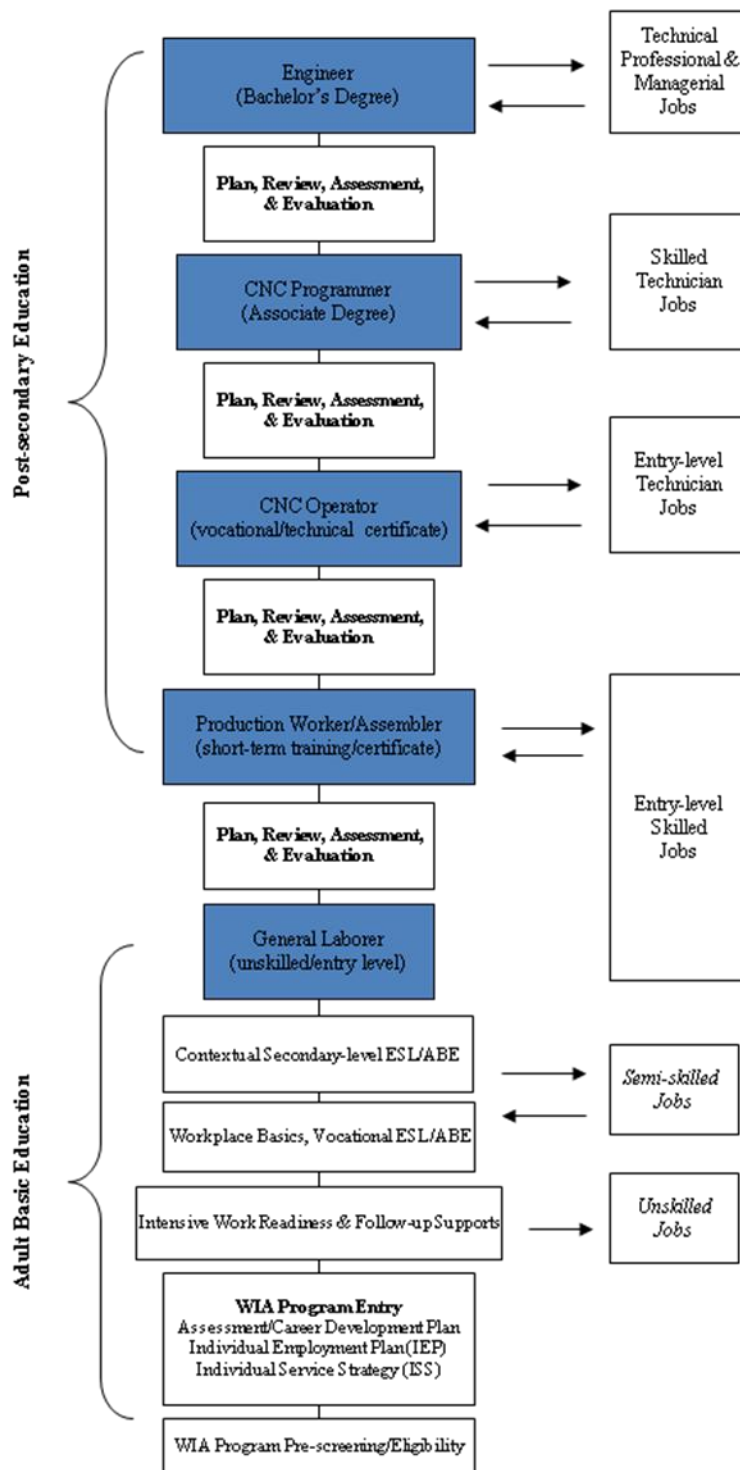 Engineer
(Bachelor's Degree)
Technical
Professional &
Managerial
Jobs
Plan, Review, Assessment,
& Evaluation
CNC Programmer
(Associate Degree)
Skilled
Technician
Jobs
Plan, Review, Assessment,
& Evaluation
CNC Operator
(vocational/technical certificate)
Entry-level
Technician
Jobs
Plan, Review, Assessment,
& Evaluation
Production Worker/Assembler
(short-term training/certificate)
Entry-level
Skilled
Jobs
Plan, Review, Assessment,
& Evaluation
Post-secondary Education
General Laborer
(unskilled/entry level)
Contextual Secondary-level ESL/ABE
Semi-skilled
Jobs
Workplace Basics, Vocational ESL/ABE
Intensive Work Readiness & Follow-up Supports
Unskilled
Jobs
WIA Program Entry
Assessment/Career Development Plan
Individual Employment Plan (IEP)
Individual Service Strategy (ISS)
WIA Program Pre-screening/Eligibility
Adult Basic Education